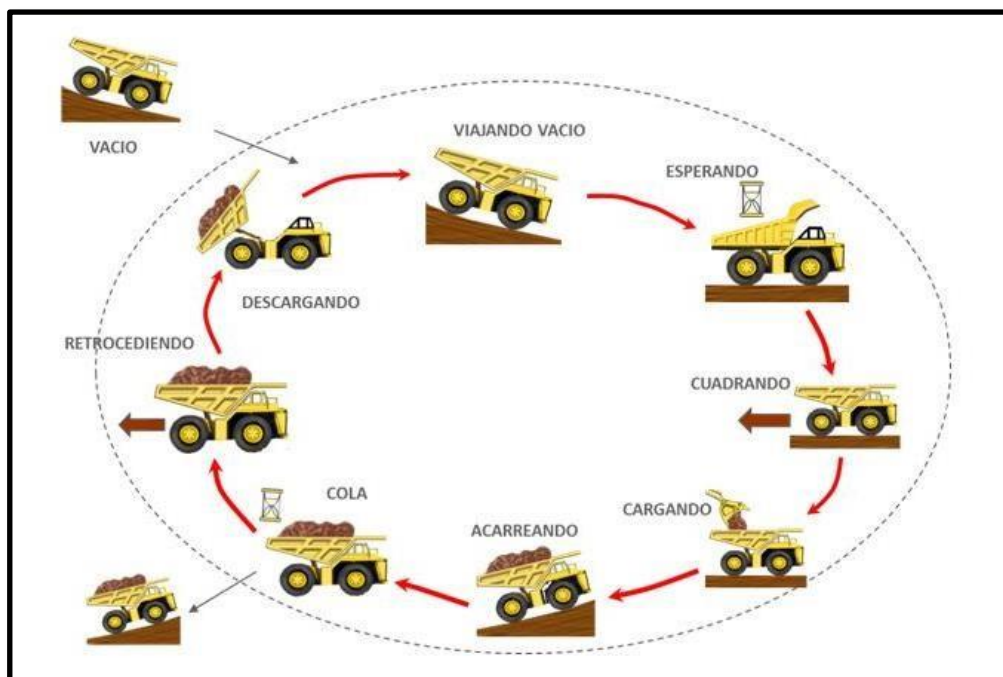 VACIO
VIAJANDO VACIO
ESPERANDO
CUADRANDO
CARGANDO
ACARREANDO
COLA
RETROCEDIENDO
DESCARGANDO